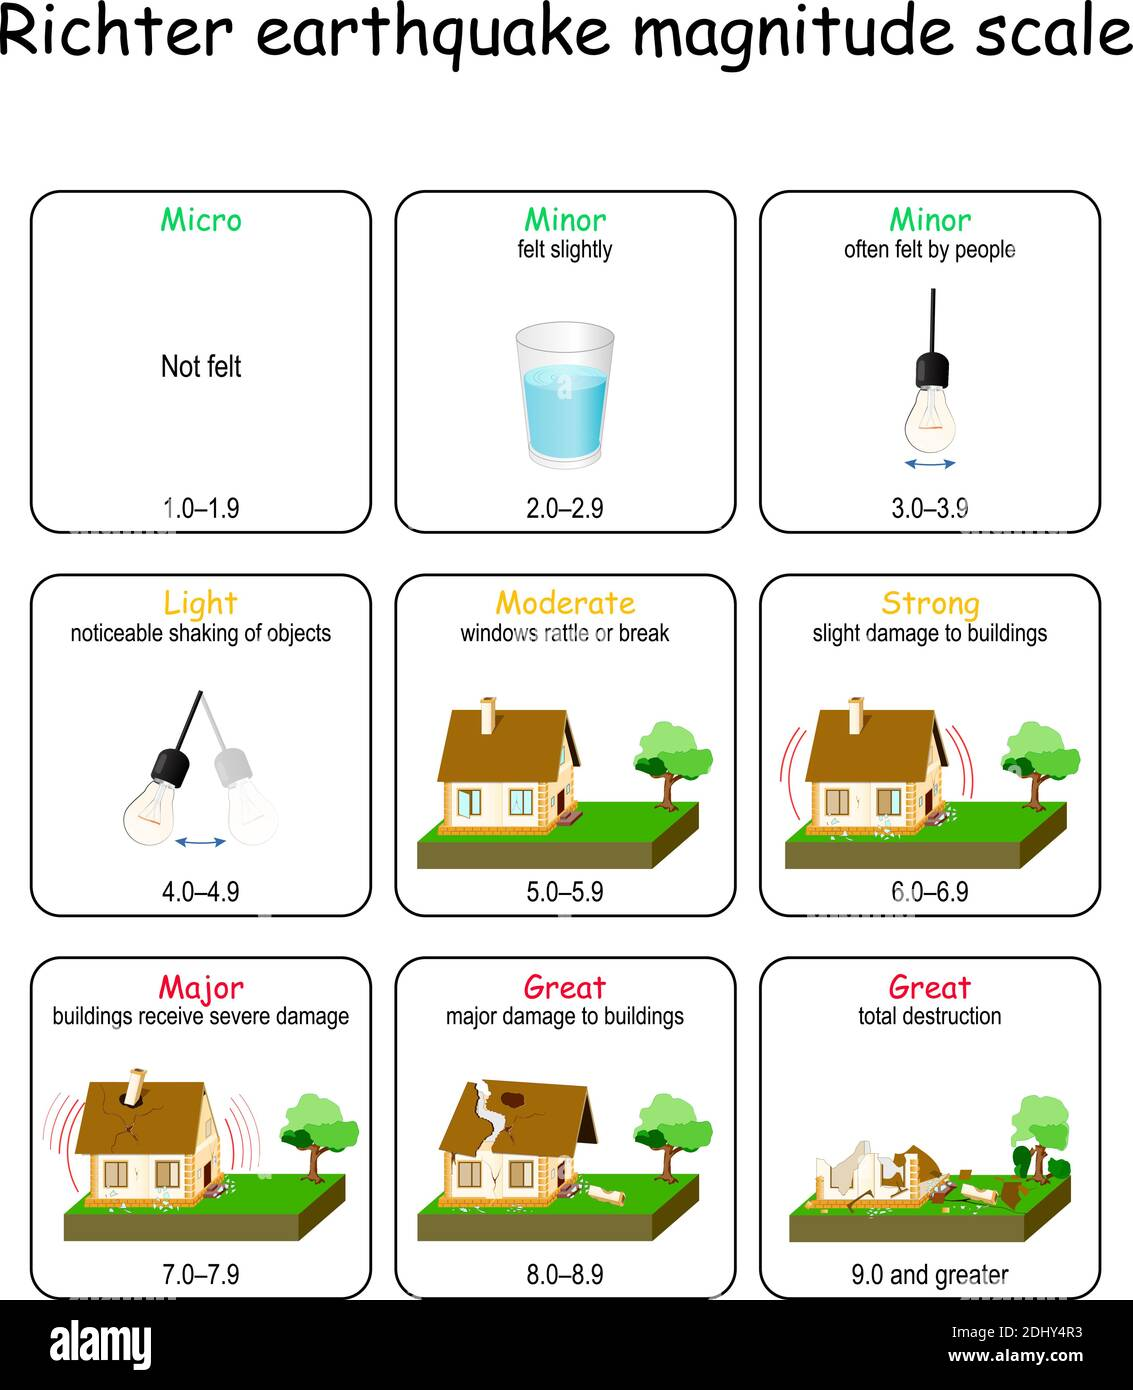 Richter earthquake magnitude scale
Micro
Not felt
1.0–1.9
Minor
felt slightly
a
2.0–2.9
Minor
often felt by people
3.0–3.9
Light
noticeable shaking of objects
4.0–4.9
Moderate
windows rattle or break
5.0–5.9
Strong
slight damage to buildings
6.0–6.9
Major
buildings receive severe damage
7.0–7.9
Great
major damage to buildings
8.0–8.9
Great
total destruction
9.0 and greater
alamy
Image ID: 2DHY4R3
www.alamy.com